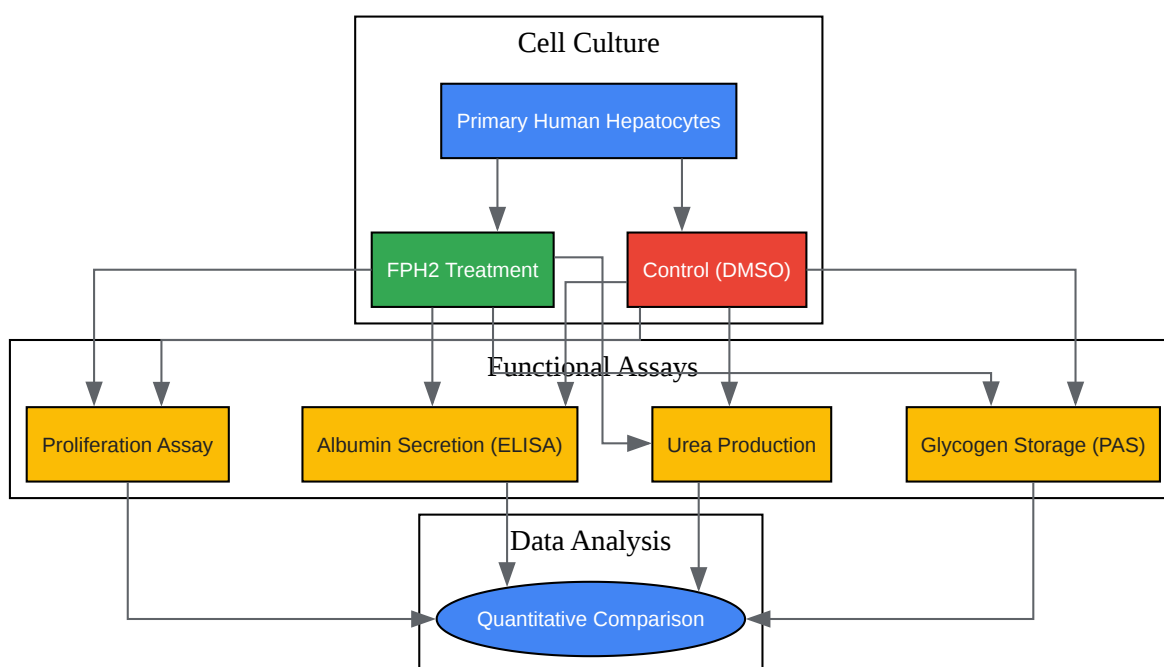 Cell Culture
Primary Human Hepatocytes
FPH2 Treatment
Control (DMSO)
Functional Assays
Proliferation Assay
Albumin Secretion (ELISA)
Urea Production
Glycogen Storage (PAS)
Data Analysis
Quantitative Comparison